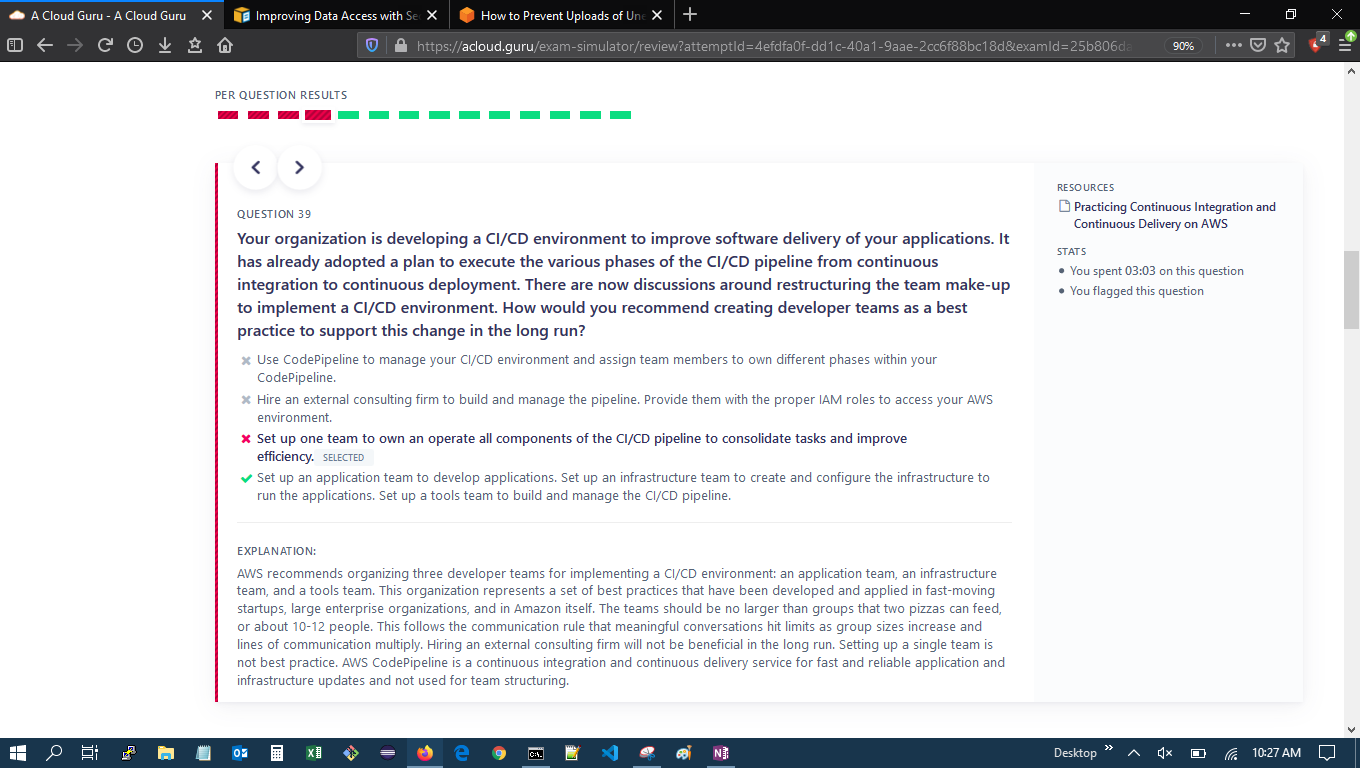 A Cloud Guru - A Cloud Guru
Improving Data Access with Se
How to Prevent Uploads of Une
https://acloud.guru/exam-simulator/review?attemptId=4efdfa0f-dd1c-40a1-9aae-2cc6f88bc18d&examId=25b806da
90%
4
PER QUESTION RESULTS
QUESTION 39
Your organization is developing a CI/CD environment to improve software delivery of your applications. It
has already adopted a plan to execute the various phases of the CI/CD pipeline from continuous
integration to continuous deployment. There are now discussions around restructuring the team make-up
to implement a CI/CD environment. How would you recommend creating developer teams as a best
practice to support this change in the long run?
Use CodePipeline to manage your CI/CD environment and assign team members to own different phases within your
CodePipeline.
Hire an external consulting firm to build and manage the pipeline. Provide them with the proper IAM roles to access your AWS
environment.
Set up one team to own an operate all components of the CI/CD pipeline to consolidate tasks and improve
efficiency. SELECTED
Set up an application team to develop applications. Set up an infrastructure team to create and configure the infrastructure to
run the applications. Set up a tools team to build and manage the CI/CD pipeline.
EXPLANATION:
AWS recommends organizing three developer teams for implementing a CI/CD environment: an application team, an infrastructure
team, and a tools team. This organization represents a set of best practices that have been developed and applied in fast-moving
startups, large enterprise organizations, and in Amazon itself. The teams should be no larger than groups that two pizzas can feed,
or about 10-12 people. This follows the communication rule that meaningful conversations hit limits as group sizes increase and
lines of communication multiply. Hiring an external consulting firm will not be beneficial in the long run. Setting up a single team is
not best practice. AWS CodePipeline is a continuous integration and continuous delivery service for fast and reliable application and
infrastructure updates and not used for team structuring.
RESOURCES
Practicing Continuous Integration and
Continuous Delivery on AWS
STATS
You spent 03:03 on this question
You flagged this question
Desktop
10:27 AM